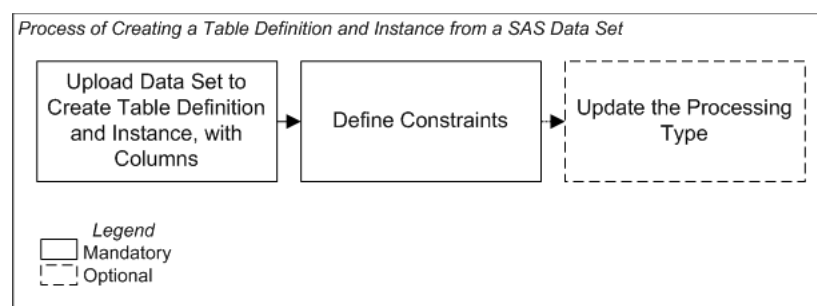 Process of Creating a Table Definition and Instance from a SAS Data Set
Upload Data Set to
Create Table Definition
and Instance, with
Columns
Define Constraints
Update the Processing
Type
Legend
Mandatory
Optional